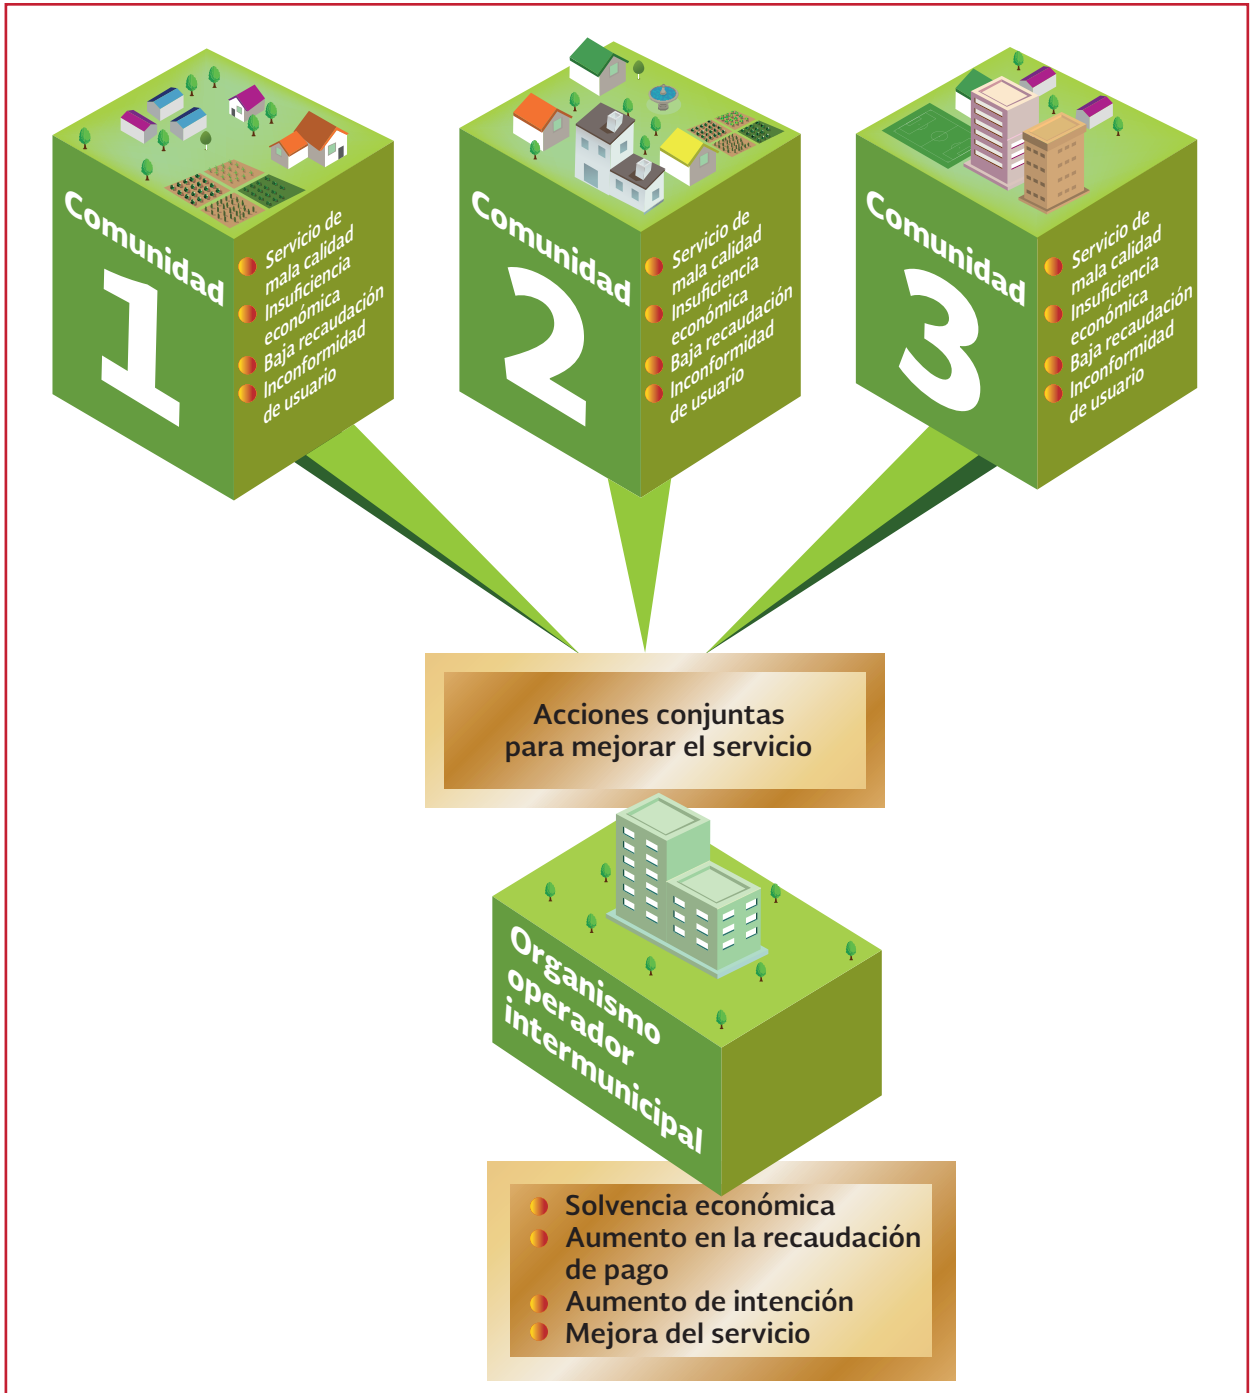 Comunidad
1
Servicio de
mala calidad
Insuficiencia
económica
Baja recaudación
Inconformidad
de usuario
Comunidad
2
Servicio de
mala calidad
Insuficiencia
económica
Baja recaudación
Inconformidad
de usuario
Comunidad
3
Servicio de
mala calidad
Insuficiencia
económica
Baja recaudación
Inconformidad
de usuario
Acciones conjuntas
para mejorar el servicio
Organismo
operador
intermunicipal
Solvencia económica
Aumento en la recaudación
de pago
Aumento de intención
Mejora del servicio